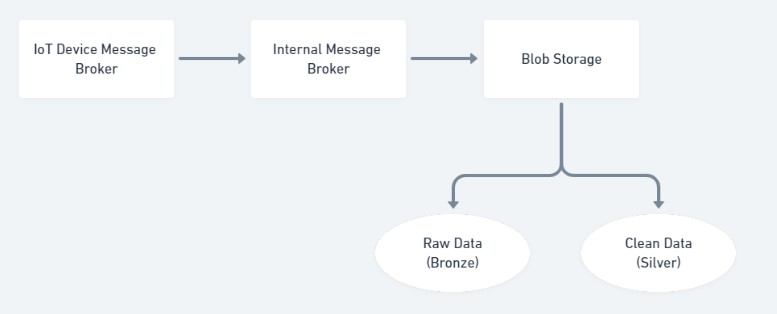 IoT Device Message
Broker
Internal Message
Broker
Blob Storage
Raw Data
(Bronze)
Clean Data
(Silver)